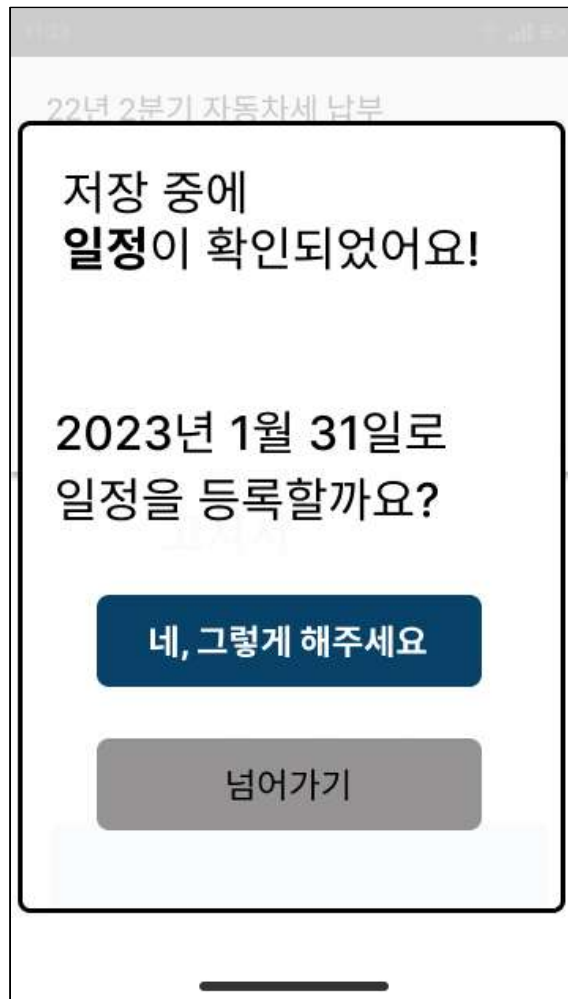 22년 2분기 자동차세 납부
저장 중에
일정이 확인되었어요!
2023년 1월 31일로
일정을 등록할까요?
네, 그렇게 해주세요
넘어가기